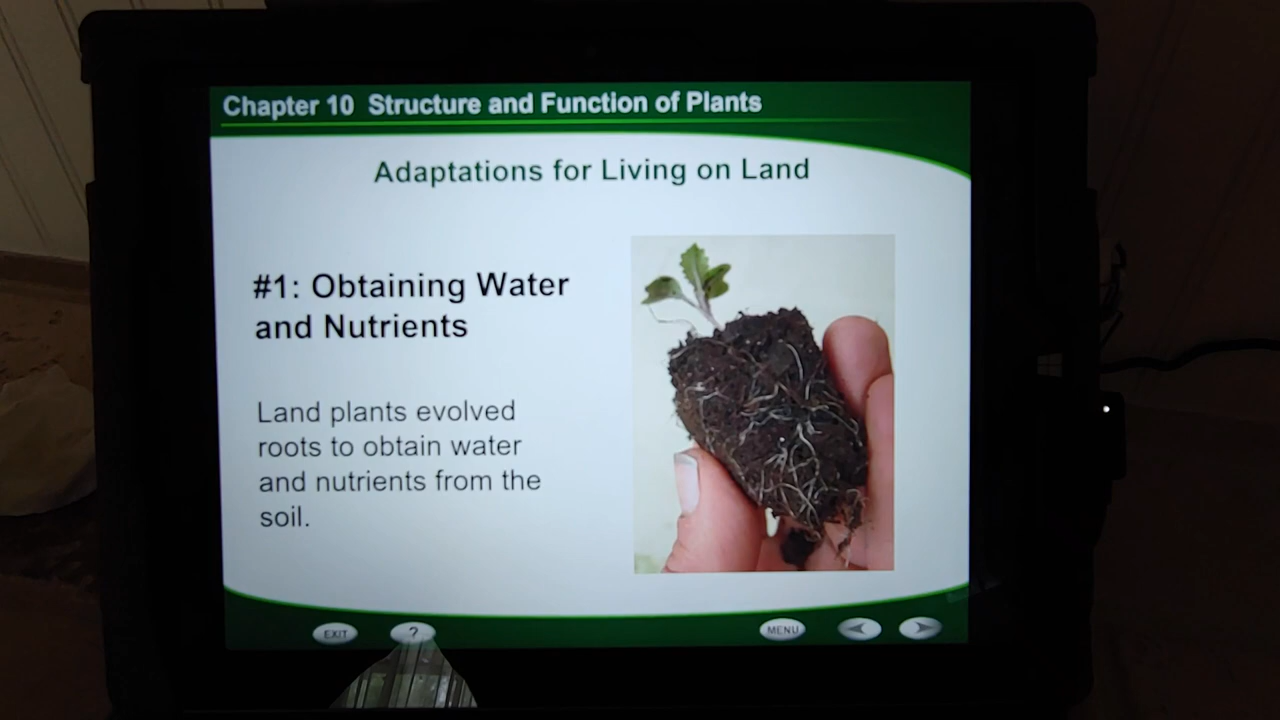 Chapter 10 Structure and Function of Plants
Adaptations for Living on Land
#1: Obtaining Water
and Nutrients
Land plants evolved
roots to obtain water
and nutrients from the
soil.
EXIT ? MENU